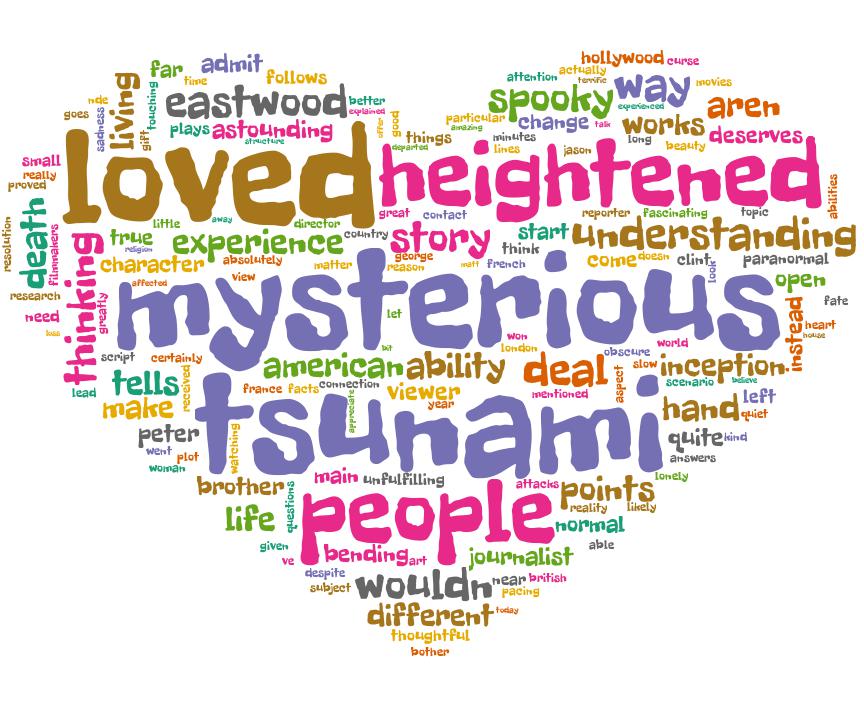 hollywood curse
far admit
attention actually
time follows
terrific
living touching
eastwood better
spooky way movies
nde explained
experienced
aren
goes sadness gift
plays astounding
offer good
particular amazing
change talk works
deserves
structure
things minutes long beauty
small really proved
loved
departed lines jason
heightened
abilities
death filmmakers
great contact
reporter fascinating topic
little away director
resolution
true religion experience country story
start understanding
thinking
character absolutely matter george reason
think french matt
come doesn clint look paranormal
affected view
mysterious
open
research greatly
need loss
let
fate
instead heart house
won london
obscure world
script certainly
bit
american ability deal
aspect slow inception
lead tells received
france facts connection viewer
mentioned
scenario believe
make
appreciate year
tsunami
hand left quiet
peter
went plot woman
watching
quite kind
answers
main unfulfilling
lonely
brother questions
people
attacks points
reality likely
life
normal
given
able
ve bending art journalist
despite subject
wouldn near british
pacing
different today
thoughtful
bother